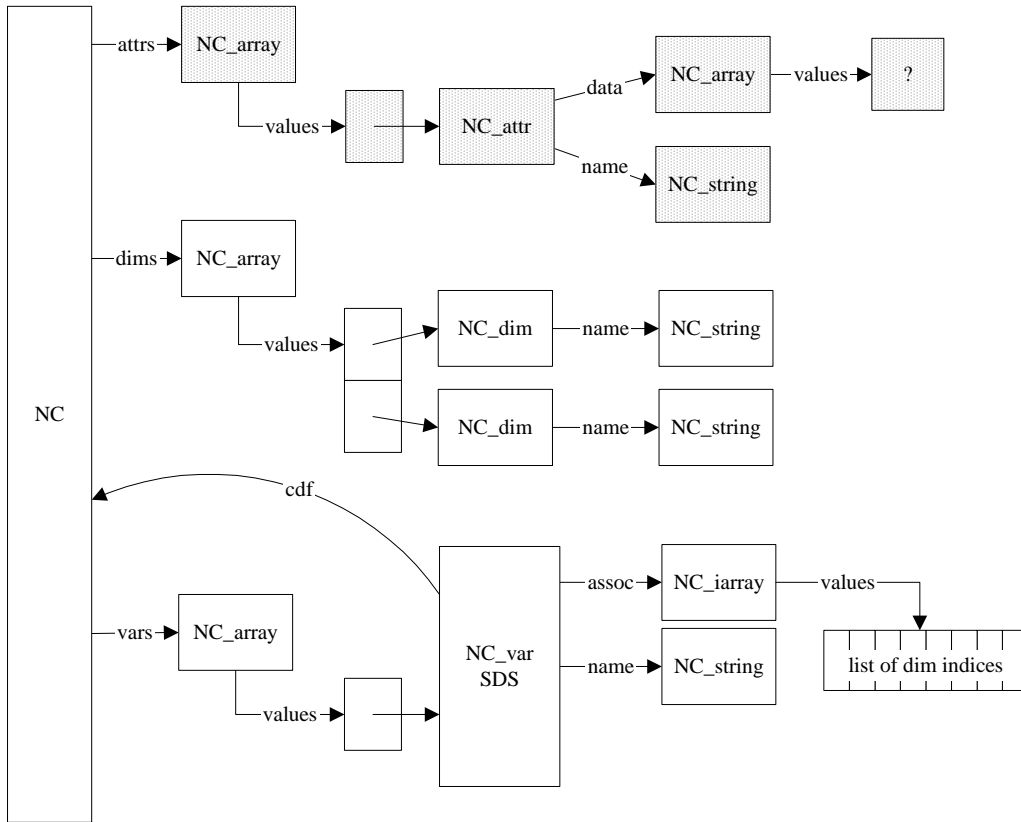 attrs
NC_array
values
NC_attr
data
NC_array
values
?
name
NC_string
dims
NC_array
values
NC_dim
name
NC_string
NC_dim
name
NC_string
NC
cdf
vars
NC_array
values
NC_var
SDS
assoc
NC_iarray
values
list of dim indices
name
NC_string